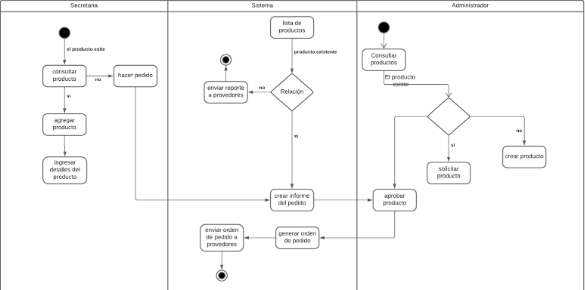 Secretaria
Sistema
Administrador
el producto exite
consultar
producto
no
hacer pedido
si
agregar
producto
ingresar
detalles del
producto
lista de
productos
producto existente
Relación
no
enviar reporte
a provedores
si
crear informe
del pedido
enviar orden
de pedido a
provedores
generar orden
de pedido
Consultar
productos
El producto
existe
no
si
crear producto
solicitar
producto
aprobar
producto